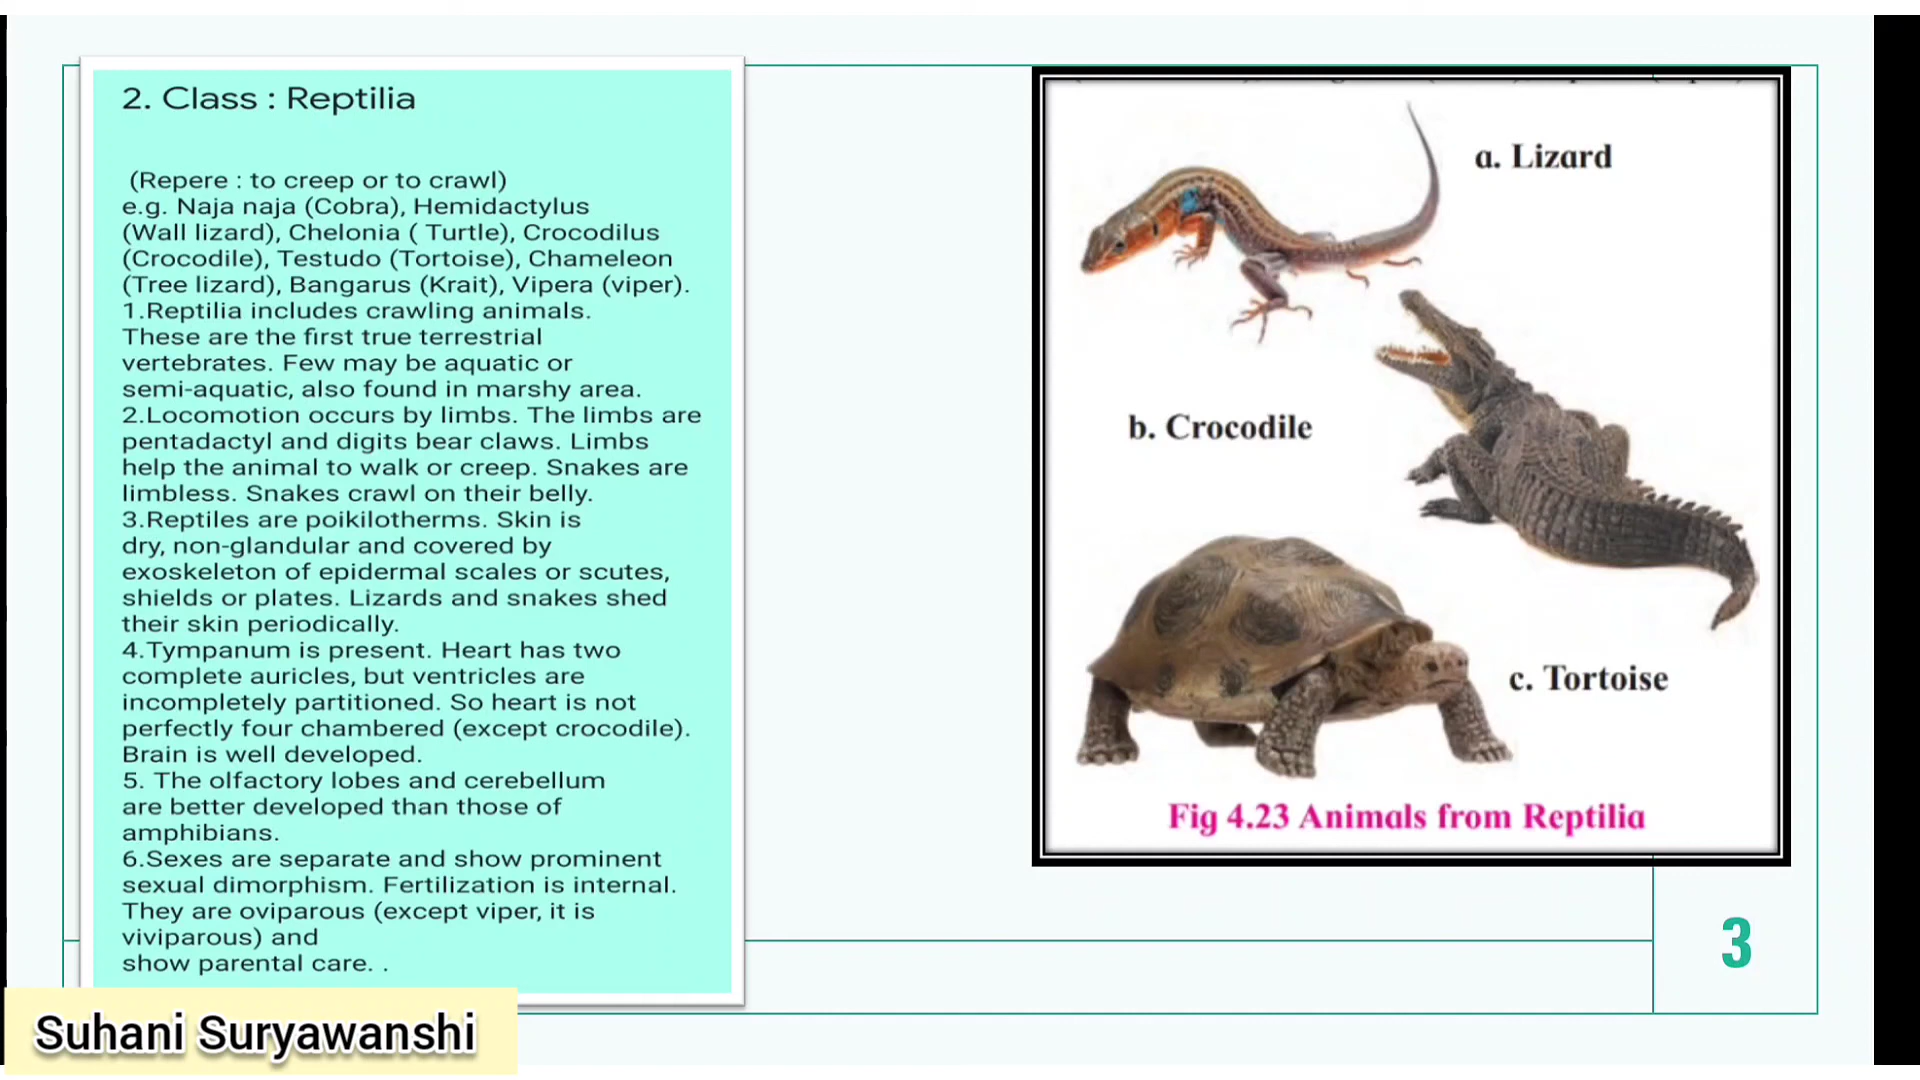 2. Class : Reptilia
(Repere : to creep or to crawl)
e.g. Naja naja (Cobra), Hemidactylus
(Wall lizard), Chelonia ( Turtle), Crocodilus
(Crocodile), Testudo (Tortoise), Chameleon
(Tree lizard), Bangarus (Krait), Vipera (viper).
1.Reptilia includes crawling animals.
These are the first true terrestrial
vertebrates. Few may be aquatic or
semi-aquatic, also found in marshy area.
2.Locomotion occurs by limbs. The limbs are
pentadactyl and digits bear claws. Limbs
help the animal to walk or creep. Snakes are
limbless. Snakes crawl on their belly.
3.Reptiles are poikilotherms. Skin is
dry, non-glandular and covered by
exoskeleton of epidermal scales or scutes,
shields or plates. Lizards and snakes shed
their skin periodically.
4.Tympanum is present. Heart has two
complete auricles, but ventricles are
incompletely partitioned. So heart is not
perfectly four chambered (except crocodile).
Brain is well developed.
5. The olfactory lobes and cerebellum
are better developed than those of
amphibians.
6.Sexes are separate and show prominent
sexual dimorphism. Fertilization is internal.
They are oviparous (except viper, it is
viviparous) and
show parental care. .
a. Lizard
b. Crocodile
c. Tortoise
Fig 4.23 Animals from Reptilia
3
Suhani Suryawanshi